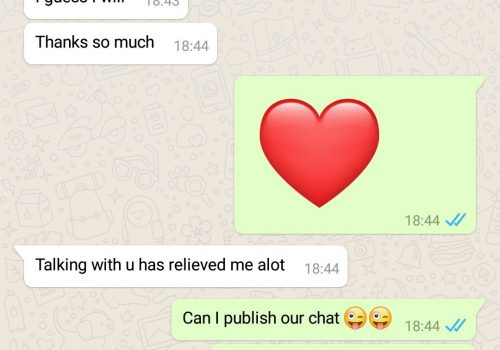 I guess I will 18:43
Thanks so much 18:44
18:44
Talking with u has relieved me alot 18:44
Can I publish our chat 😜😜 18:44